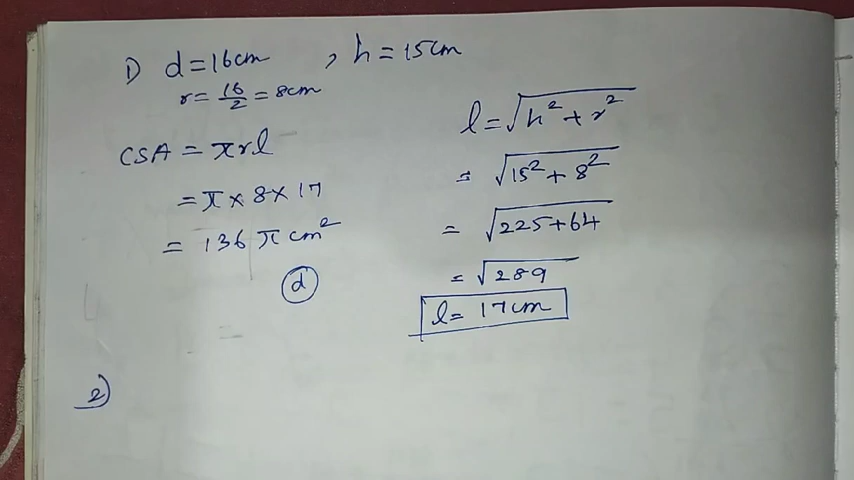 1) d=16cm , h=15cm
r= 16/2 = 8cm
CSA = πrl
= π × 8 × 17
= 136 π cm²
(d)
l= √h² + r²
= √15² + 8²
= √225+64
= √289
l= 17cm
2)